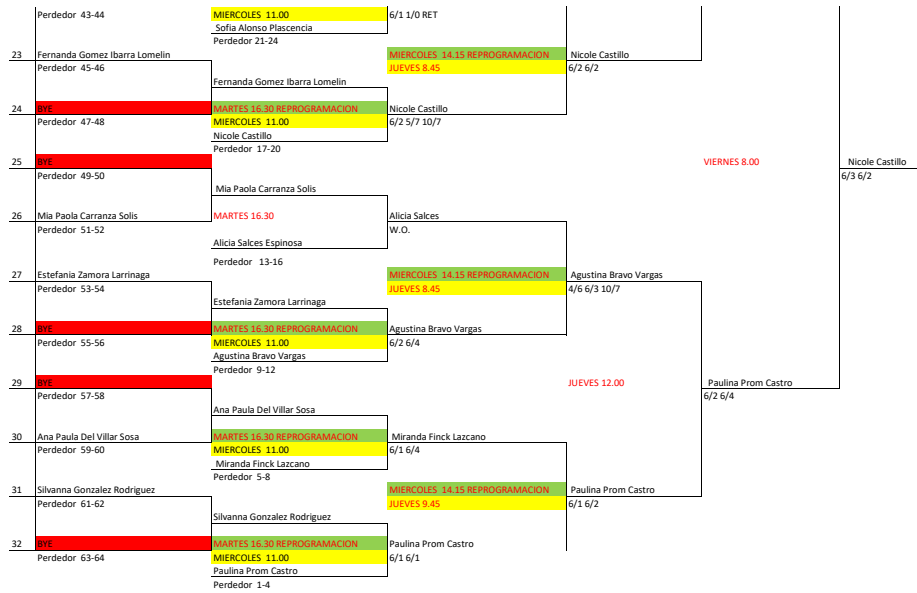 Perdedor 43-44 MIERCOLES 11.00 6/1 1/0 RET
Sofia Alonso Plascencia
Perdedor 21-24
23 Fernanda Gomez Ibarra Lomelin MIERCOLES 14.15 REPROGRAMACION Nicole Castillo
Perdedor 45-46 JUEVES 8.45 6/2 6/2
Fernanda Gomez Ibarra Lomelin
24 BYE MARTES 16.30 REPROGRAMACION Nicole Castillo
Perdedor 47-48 MIERCOLES 11.00 6/2 5/7 10/7
Nicole Castillo
Perdedor 17-20
25 BYE VIERNES 8.00 Nicole Castillo
Perdedor 49-50 6/3 6/2
Mia Paola Carranza Solis
26 Mia Paola Carranza Solis MARTES 16.30 Alicia Salces
Perdedor 51-52 W.O.
Alicia Salces Espinosa
Perdedor 13-16
27 Estefania Zamora Larrinaga MIERCOLES 14.15 REPROGRAMACION Agustina Bravo Vargas
Perdedor 53-54 JUEVES 8.45 4/6 6/3 10/7
Estefania Zamora Larrinaga
28 BYE MARTES 16.30 REPROGRAMACION Agustina Bravo Vargas
Perdedor 55-56 MIERCOLES 11.00 6/2 6/4
Agustina Bravo Vargas
Perdedor 9-12
29 BYE JUEVES 12.00 Paulina Prom Castro
Perdedor 57-58 6/2 6/4
Ana Paula Del Villar Sosa
30 Ana Paula Del Villar Sosa MARTES 16.30 REPROGRAMACION Miranda Finck Lazcano
Perdedor 59-60 MIERCOLES 11.00 6/1 6/4
Miranda Finck Lazcano
Perdedor 5-8
31 Silvanna Gonzalez Rodriguez MIERCOLES 14.15 REPROGRAMACION Paulina Prom Castro
Perdedor 61-62 JUEVES 9.45 6/1 6/2
Silvanna Gonzalez Rodriguez
32 BYE MARTES 16.30 REPROGRAMACION Paulina Prom Castro
Perdedor 63-64 MIERCOLES 11.00 6/1 6/1
Paulina Prom Castro
Perdedor 1-4